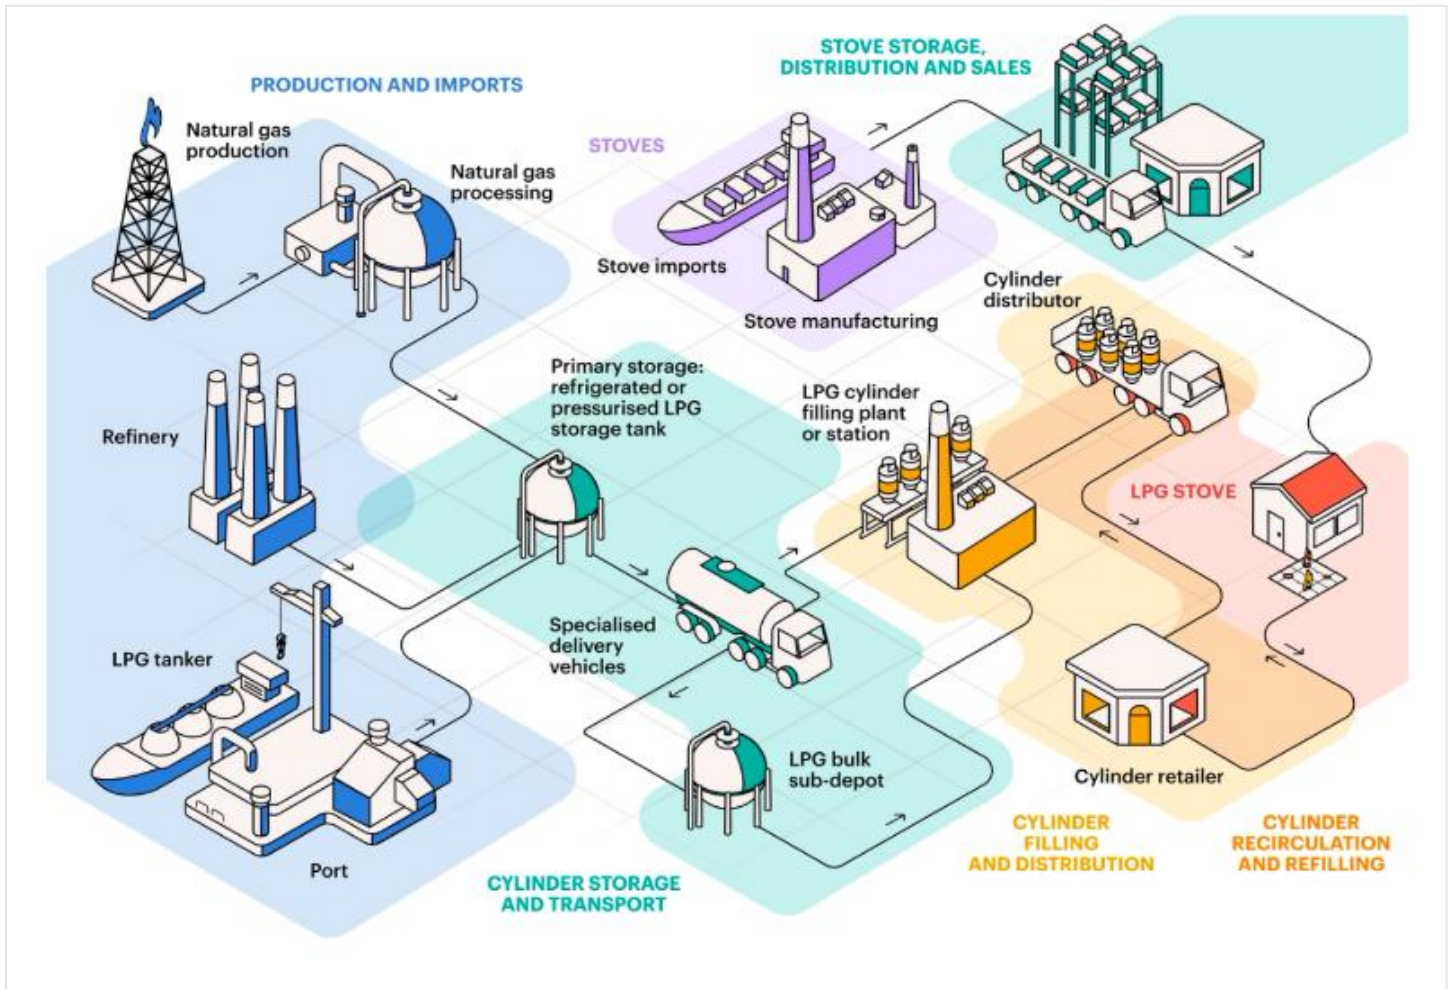 STOVE STORAGE,
DISTRIBUTION AND SALES
PRODUCTION AND IMPORTS
Natural gas
production
STOVES
Natural gas
processing
Stove imports
Cylinder
distributor
Stove manufacturing
Primary storage:
refrigerated or
pressurised LPG
storage tank
LPG cylinder
filling plant
or station
Refinery
LPG STOVE
Specialised
delivery
vehicles
LPG tanker
LPG bulk
sub-depot
Cylinder retailer
Port
CYLINDER
FILLING
AND DISTRIBUTION
CYLINDER
RECIRCULATION
AND REFILLING
CYLINDER STORAGE
AND TRANSPORT